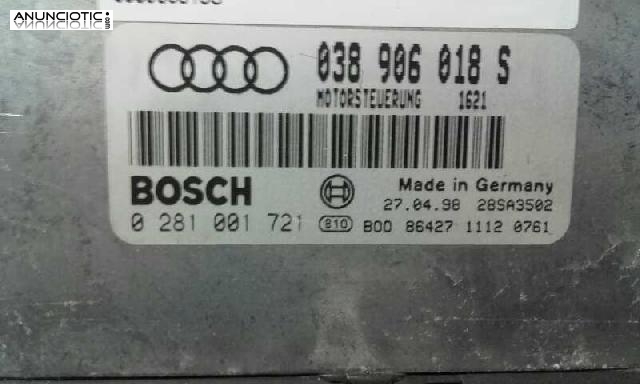 ANUNCIOTIC.com
038 906 018 S
MOTORSTEUERUNG 1621
BOSCH
Made in Germany
27.04.98 28SA3502
0 281 001 721 810 B00 86427 1112 0761